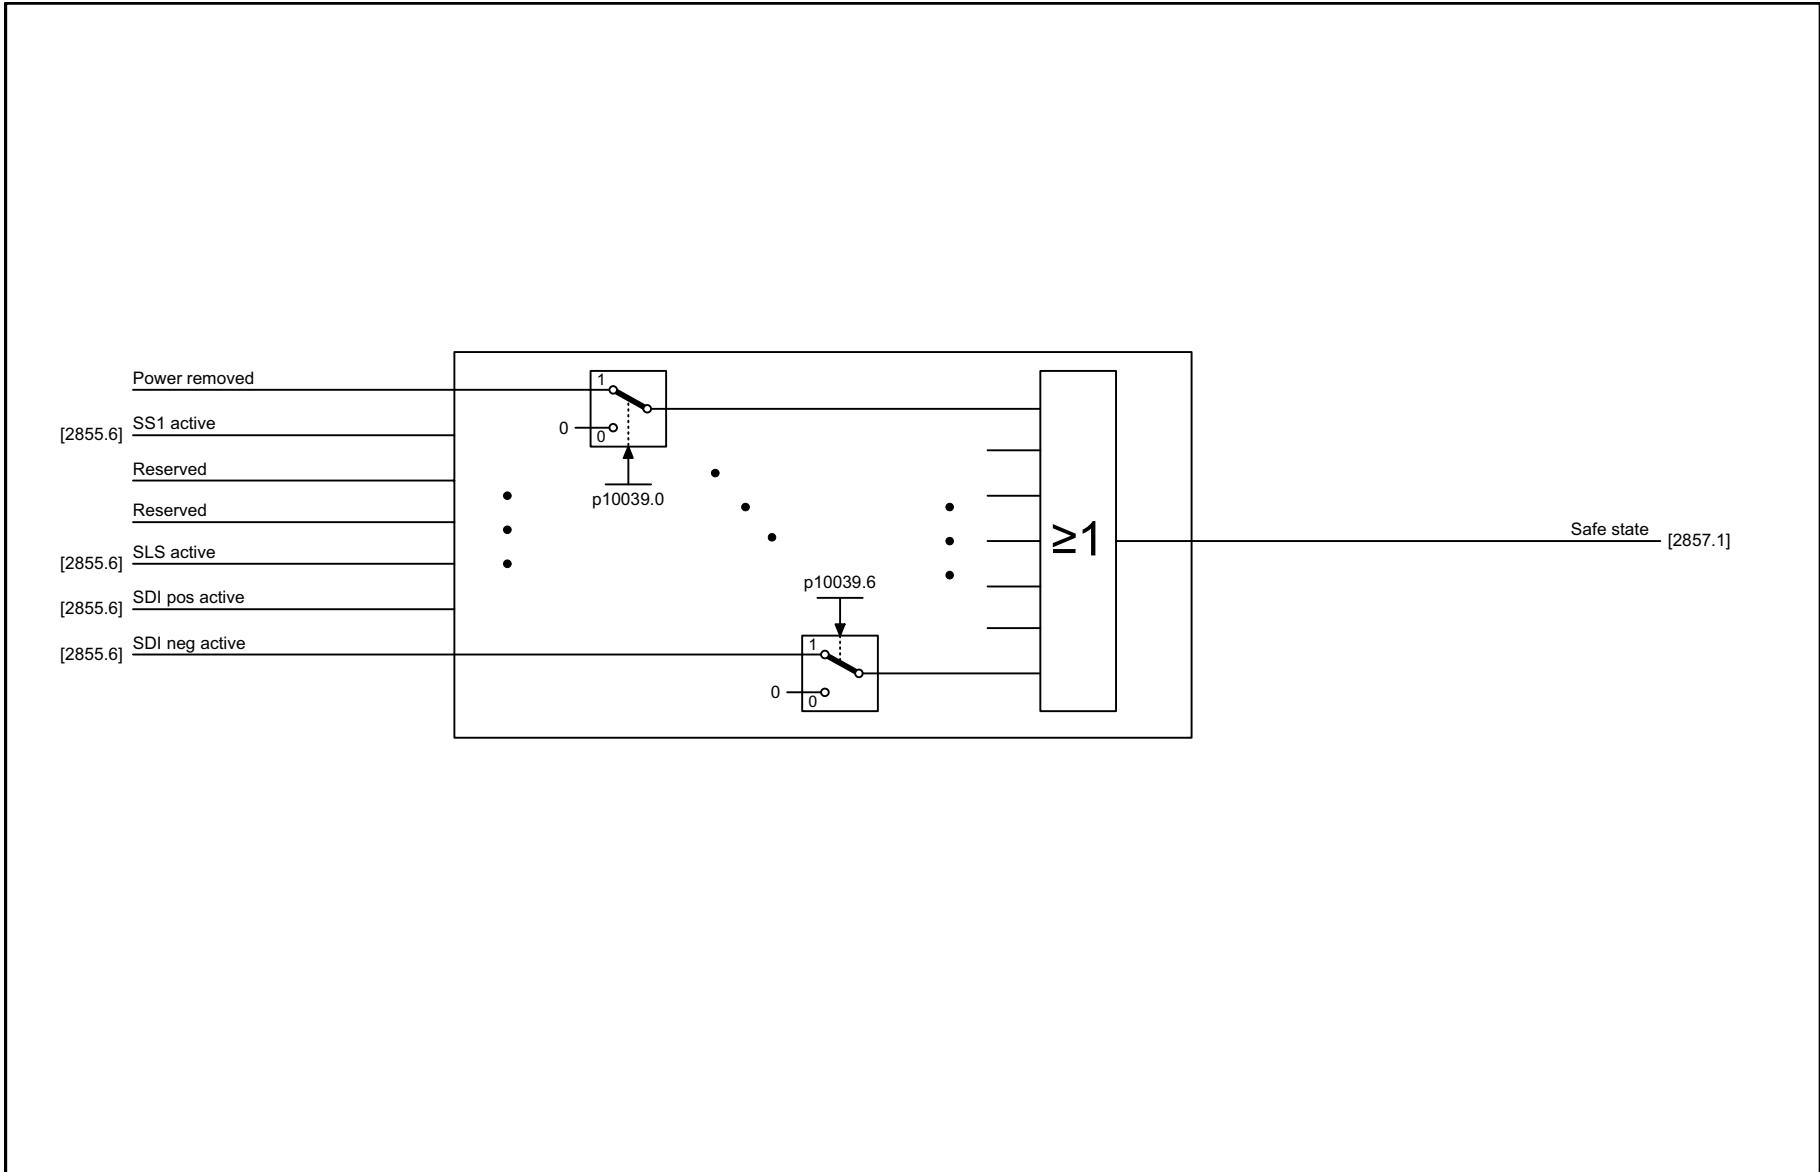 Power removed
[2855.6] SS1 active
Reserved
Reserved
[2855.6] SLS active
[2855.6] SDI pos active
[2855.6] SDI neg active
1
0 0
p10039.0
p10039.6
1
0 0
≥1
Safe state [2857.1]